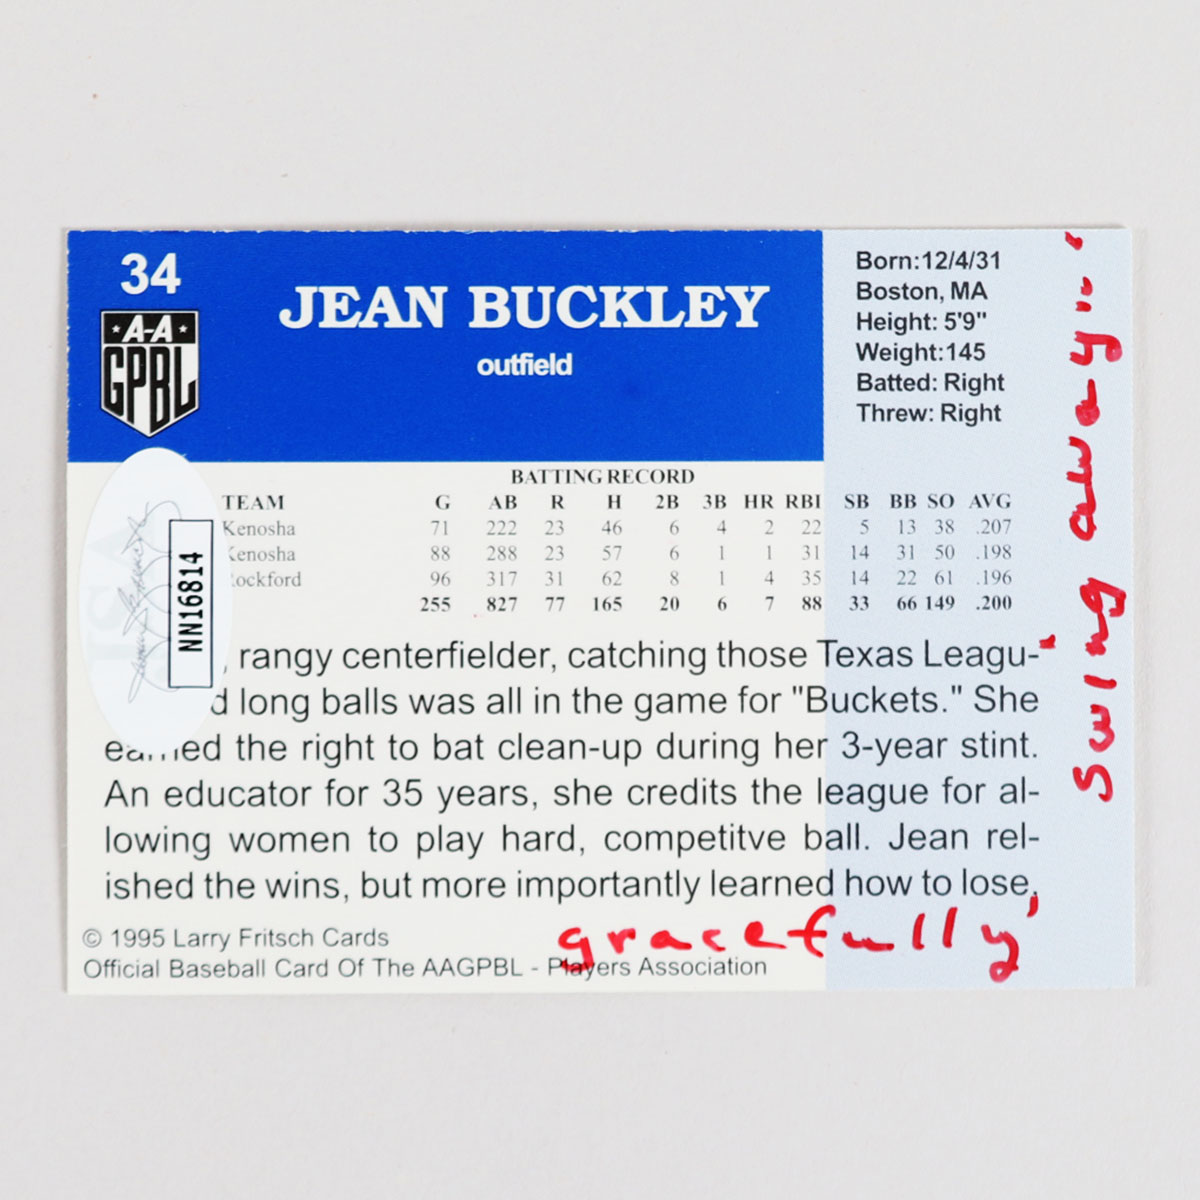 34
A-A
GPBL
JEAN BUCKLEY
outfield
Born:12/4/31
Boston, MA
Height: 5'9"
Weight:145
Batted: Right
Threw: Right
BATTING RECORD
TEAM G AB R H 2B 3B HR RBI SB BB SO AVG
Kenosha 71 222 23 46 6 4 2 22 5 13 38 .207
Kenosha 88 288 23 57 6 1 1 31 14 31 50 .198
Rockford 96 317 31 62 8 1 4 35 14 22 61 .196
255 827 77 165 20 6 7 88 33 66 149 .200
NN16814
, rangy centerfielder, catching those Texas Leagu-
long balls was all in the game for "Buckets." She
earned the right to bat clean-up during her 3-year stint.
An educator for 35 years, she credits the league for al-
lowing women to play hard, competitve ball. Jean rel-
ished the wins, but more importantly learned how to lose,
gracefully'
© 1995 Larry Fritsch Cards
Official Baseball Card Of The AAGPBL - Players Association
Swing away...